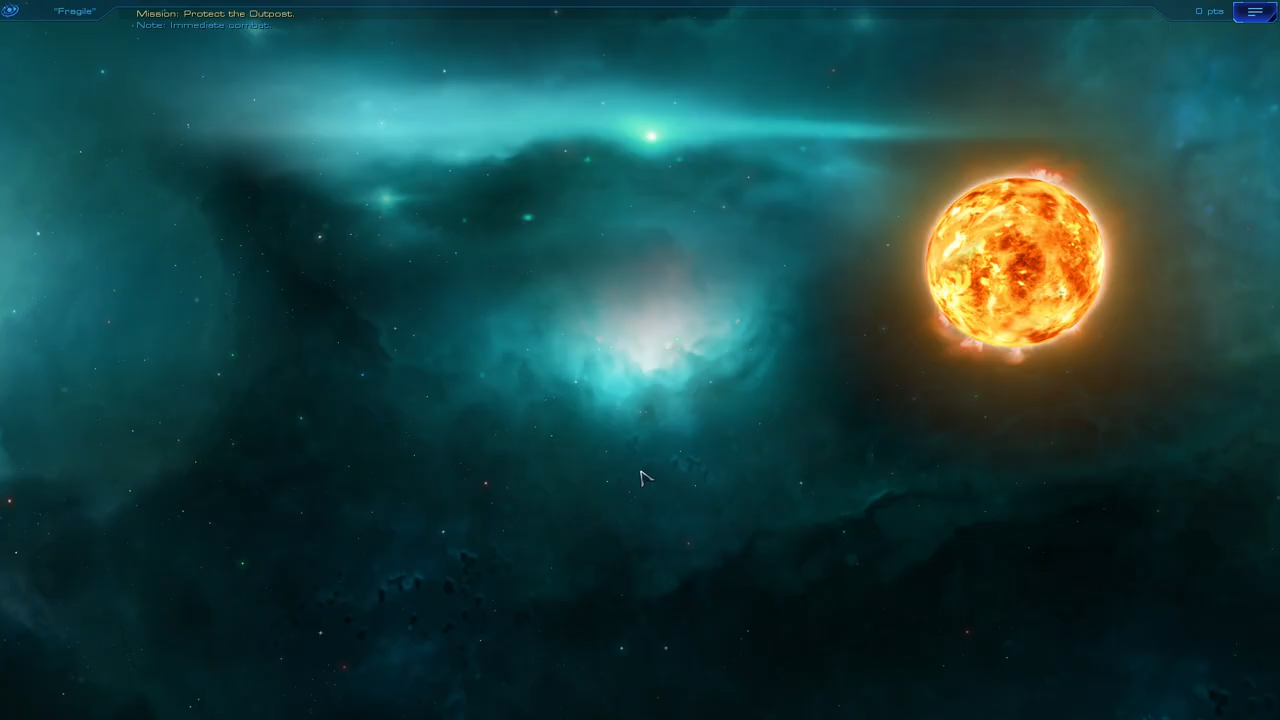 "Fragile"
Mission: Protect the Outpost.
Note: Immediate combat.
0 pts